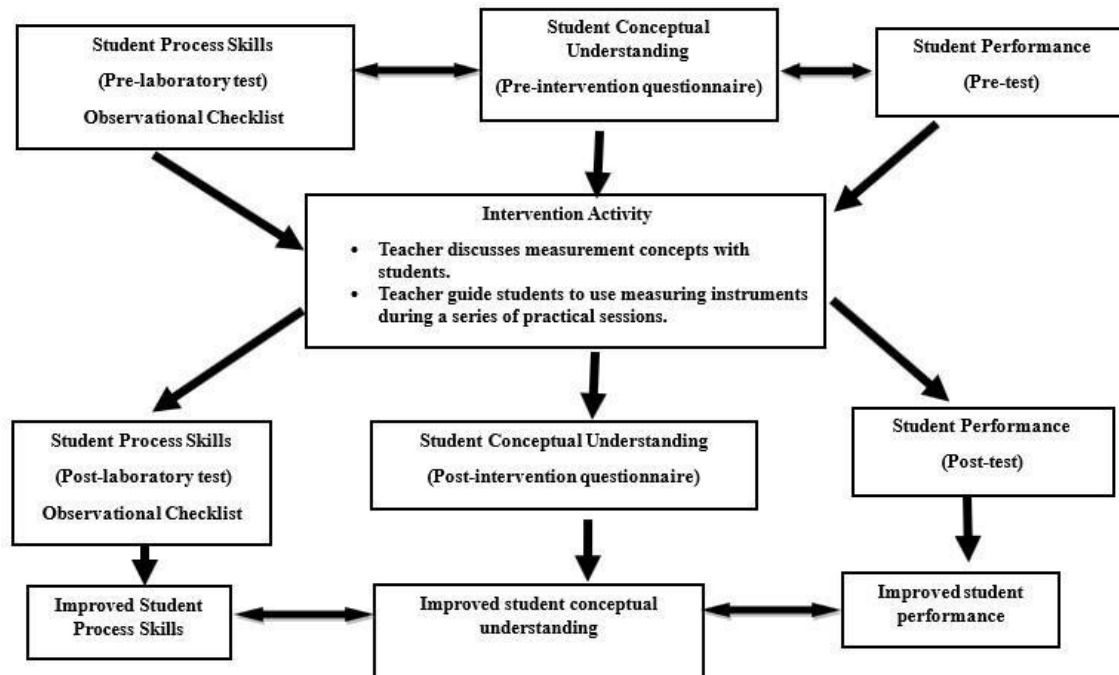 Student Process Skills
(Pre-laboratory test)
Observational Checklist
Student Conceptual
Understanding
(Pre-intervention questionnaire)
Student Performance
(Pre-test)
Intervention Activity
• Teacher discusses measurement concepts with
students.
• Teacher guide students to use measuring instruments
during a series of practical sessions.
Student Process Skills
(Post-laboratory test)
Observational Checklist
Student Conceptual Understanding
(Post-intervention questionnaire)
Student Performance
(Post-test)
Improved Student
Process Skills
Improved student conceptual
understanding
Improved student
performance